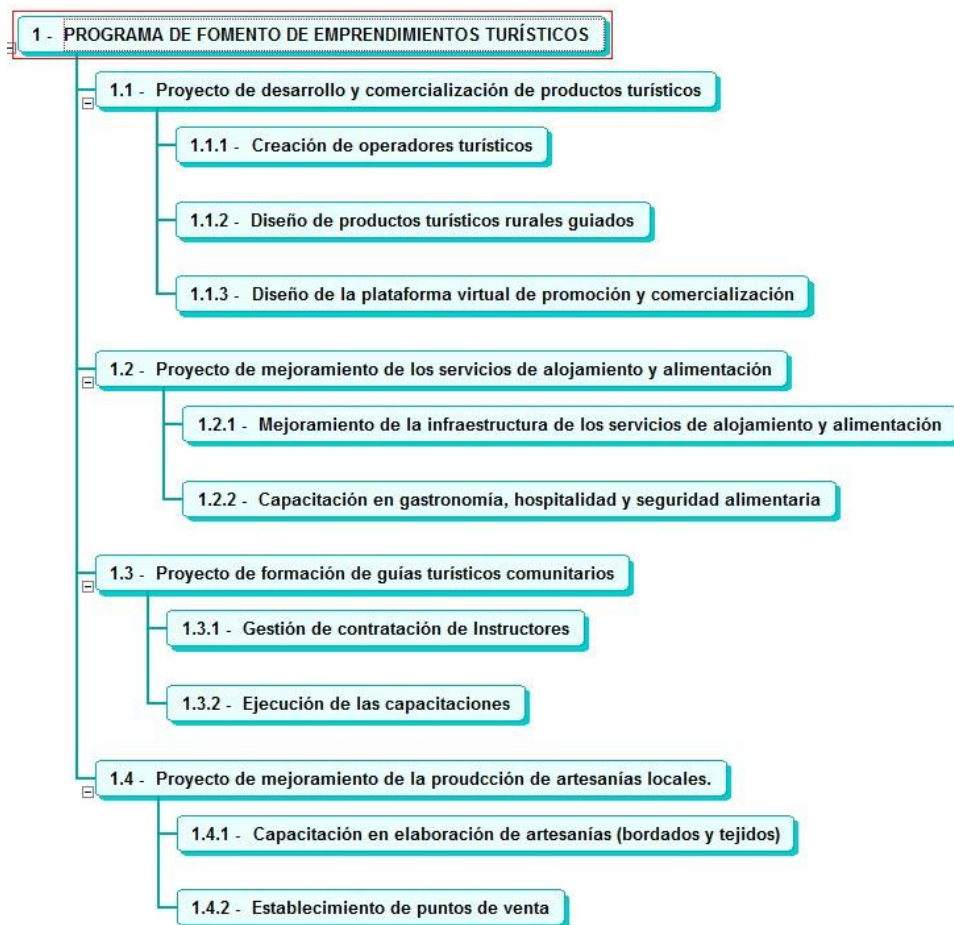 1 - PROGRAMA DE FOMENTO DE EMPRENDIMIENTOS TURÍSTICOS
1.1 - Proyecto de desarrollo y comercialización de productos turísticos
1.1.1 - Creación de operadores turísticos
1.1.2 - Diseño de productos turísticos rurales guiados
1.1.3 - Diseño de la plataforma virtual de promoción y comercialización
1.2 - Proyecto de mejoramiento de los servicios de alojamiento y alimentación
1.2.1 - Mejoramiento de la infraestructura de los servicios de alojamiento y alimentación
1.2.2 - Capacitación en gastronomía, hospitalidad y seguridad alimentaria
1.3 - Proyecto de formación de guías turísticos comunitarios
1.3.1 - Gestión de contratación de Instructores
1.3.2 - Ejecución de las capacitaciones
1.4 - Proyecto de mejoramiento de la proudcción de artesanías locales.
1.4.1 - Capacitación en elaboración de artesanías (bordados y tejidos)
1.4.2 - Establecimiento de puntos de venta